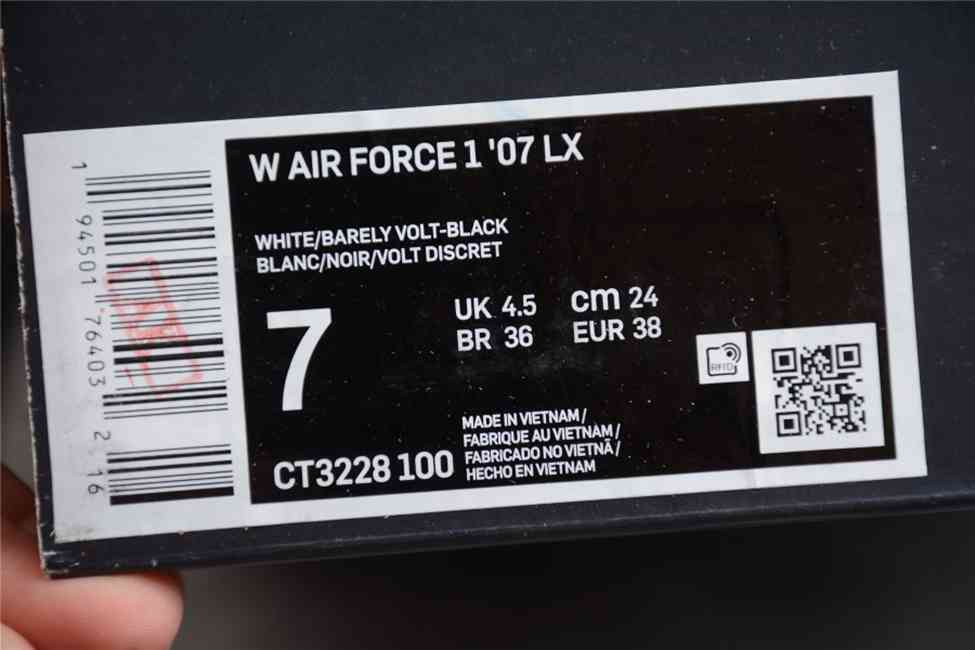 W AIR FORCE 1 '07 LX
WHITE/BARELY VOLT-BLACK
BLANC/NOIR/VOLT DISCRET
7
UK 4.5 cm 24
BR 36 EUR 38
RFID
CT3228 100
MADE IN VIETNAM /
FABRIQUE AU VIETNAM /
FABRICADO NO VIETNÃ /
HECHO EN VIETNAM
1 94501 76403 2 16